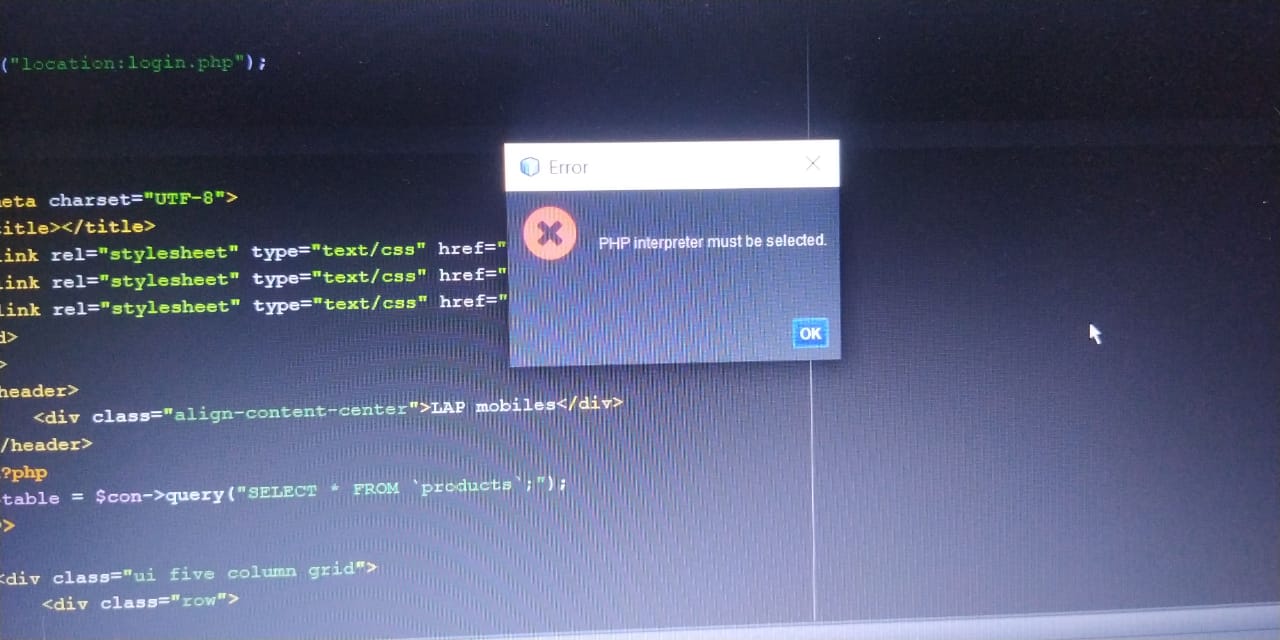 ("location:login.php");
Error
PHP interpreter must be selected.
OK
eta charset="UTF-8">
itle></title>
ink rel="stylesheet" type="text/css" href="
ink rel="stylesheet" type="text/css" href="
ink rel="stylesheet" type="text/css" href="
>
>
header>
<div class="align-content-center">LAP mobiles</div>
/header>
?php
table = $con->query("SELECT * FROM `products`;");
>
<div class="ui five column grid">
<div class="row">